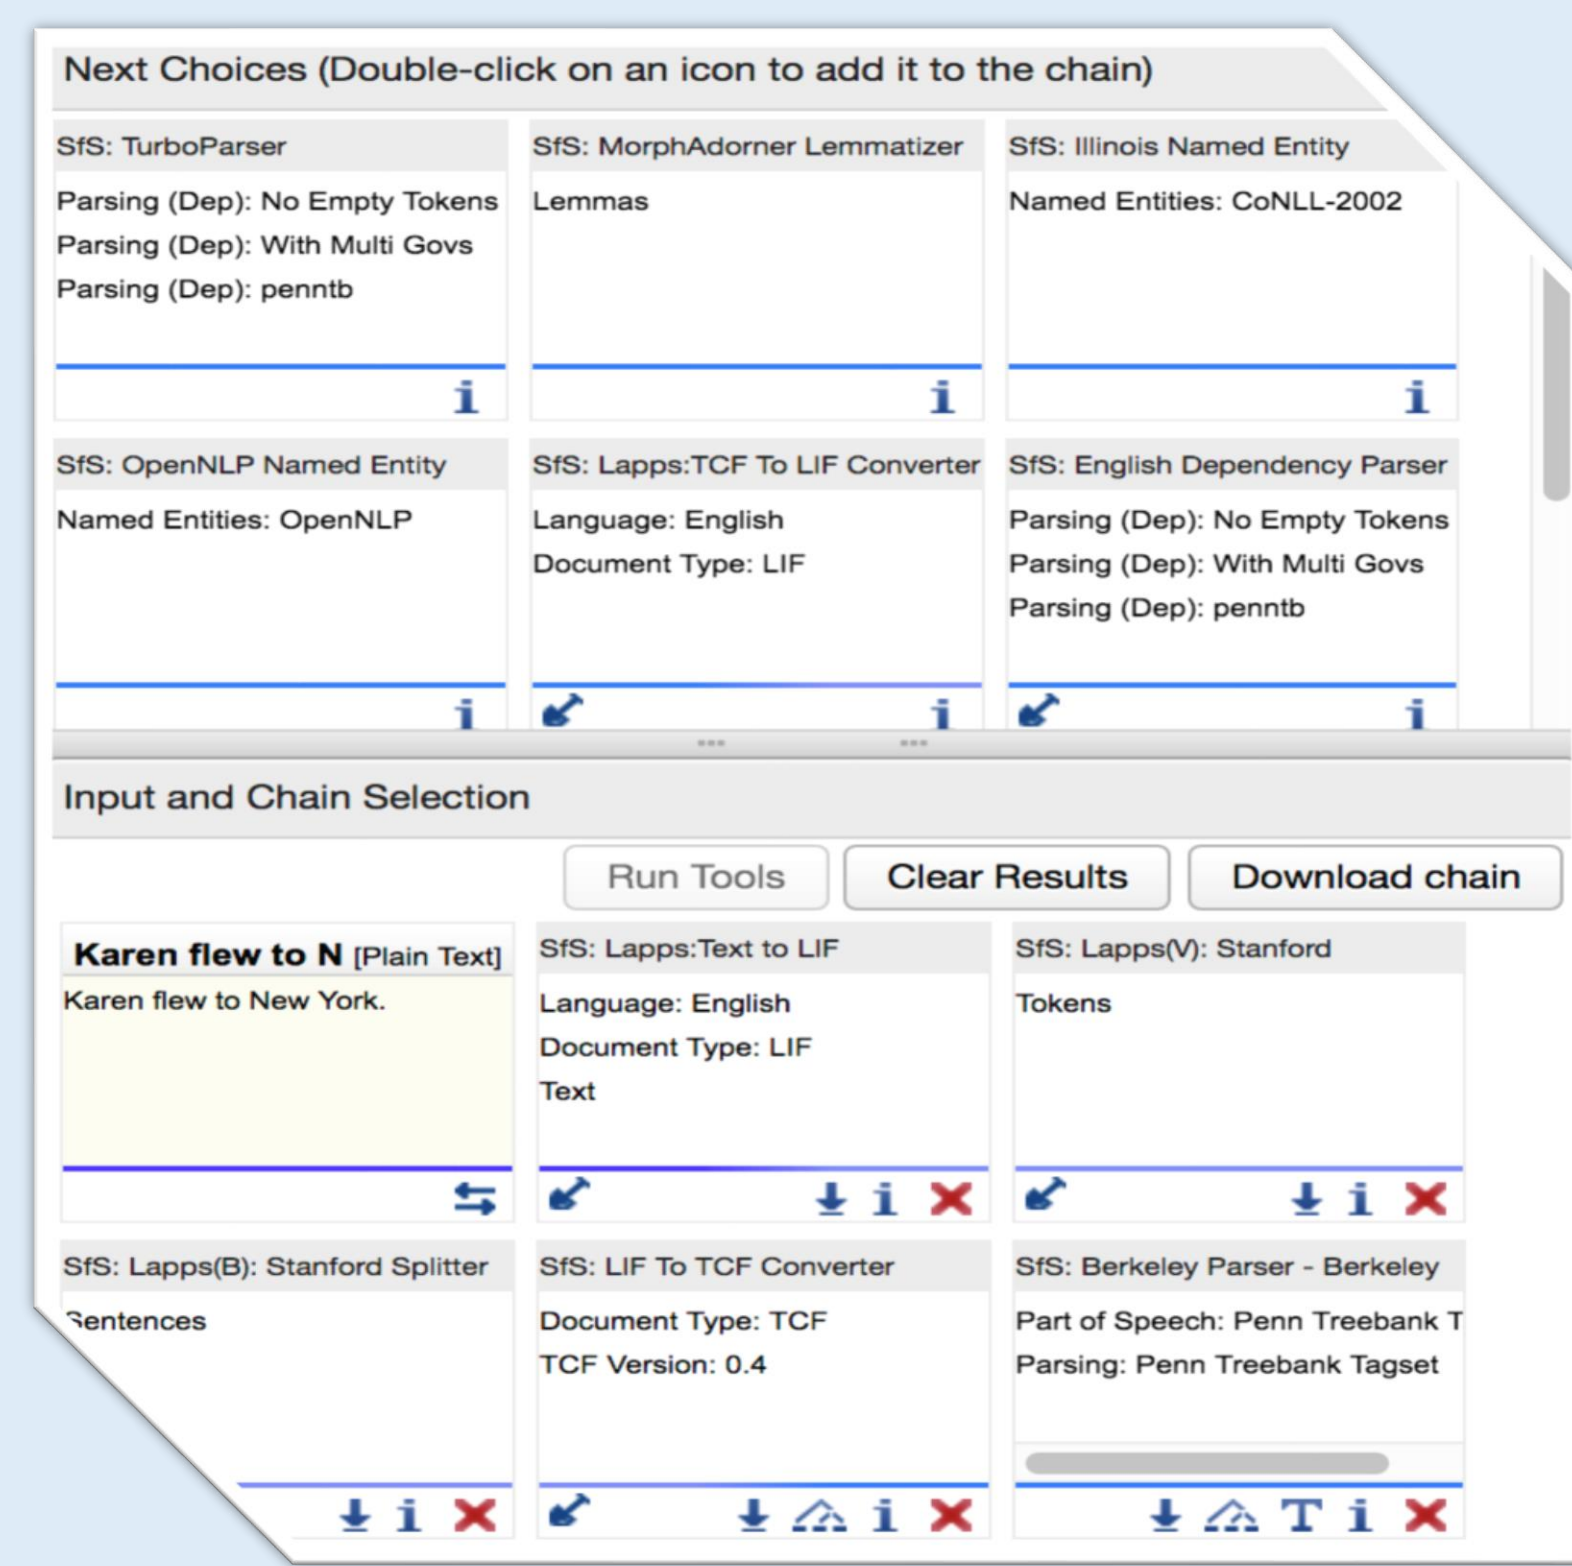 Next Choices (Double-click on an icon to add it to the chain)
SfS: TurboParser
Parsing (Dep): No Empty Tokens
Parsing (Dep): With Multi Govs
Parsing (Dep): penntb
SfS: MorphAdorner Lemmatizer
Lemmas
SfS: Illinois Named Entity
Named Entities: CoNLL-2002
SfS: OpenNLP Named Entity
Named Entities: OpenNLP
SfS: Lapps:TCF To LIF Converter
Language: English
Document Type: LIF
SfS: English Dependency Parser
Parsing (Dep): No Empty Tokens
Parsing (Dep): With Multi Govs
Parsing (Dep): penntb
Input and Chain Selection
Run Tools
Clear Results
Download chain
Karen flew to N [Plain Text]
Karen flew to New York.
SfS: Lapps:Text to LIF
Language: English
Document Type: LIF
Text
SfS: Lapps(V): Stanford
Tokens
SfS: Lapps(B): Stanford Splitter
Sentences
SfS: LIF To TCF Converter
Document Type: TCF
TCF Version: 0.4
SfS: Berkeley Parser - Berkeley
Part of Speech: Penn Treebank T
Parsing: Penn Treebank Tagset